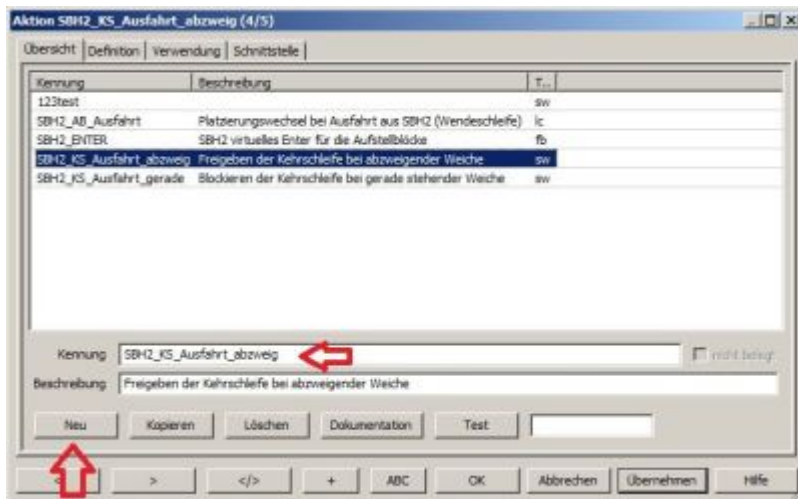 Aktion SBH2_KS_Ausfahrt_abzweig (4/5)
Übersicht Definition Verwendung Schnittstelle
Kennung Beschreibung T...
123test sw
SBH2_AB_Ausfahrt Platzierungswechsel bei Ausfahrt aus SBH2 (Wendeschleife) lc
SBH2_ENTER SBH2 virtuelles Enter für die Aufstellblöcke fb
SBH2_KS_Ausfahrt_abzweig Freigeben der Kehrschleife bei abzweigender Weiche sw
SBH2_KS_Ausfahrt_gerade Blockieren der Kehrschleife bei gerade stehender Weiche sw
Kennung SBH2_KS_Ausfahrt_abzweig nicht belegt
Beschreibung Freigeben der Kehrschleife bei abzweigender Weiche
Neu Kopieren Löschen Dokumentation Test
< > </> + ABC OK Abbrechen Übernehmen Hilfe